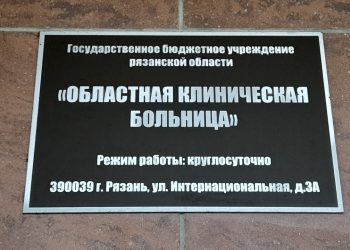 Государственное бюджетное учреждение
рязанской области
«ОБЛАСТНАЯ КЛИНИЧЕСКАЯ
БОЛЬНИЦА»
Режим работы: круглосуточно
390039 г. Рязань, ул. Интернациональная, д.3А